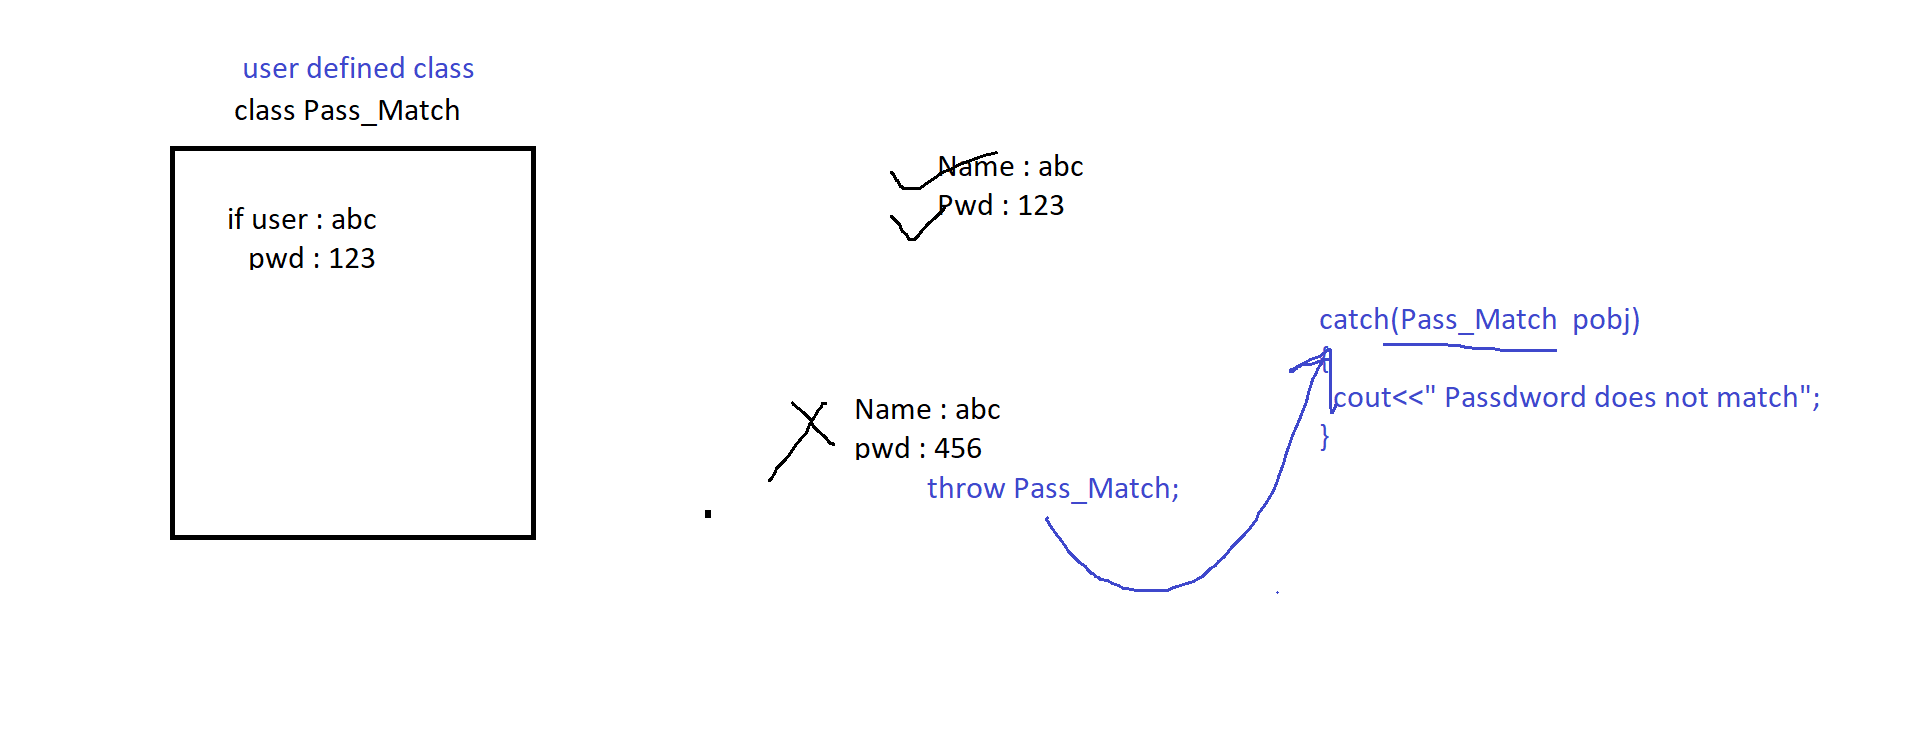 user defined class
class Pass_Match
if user : abc
pwd : 123
Name : abc
Pwd : 123
Name : abc
pwd : 456
throw Pass_Match;
catch(Pass_Match pobj)
{
cout<<" Passdword does not match";
}